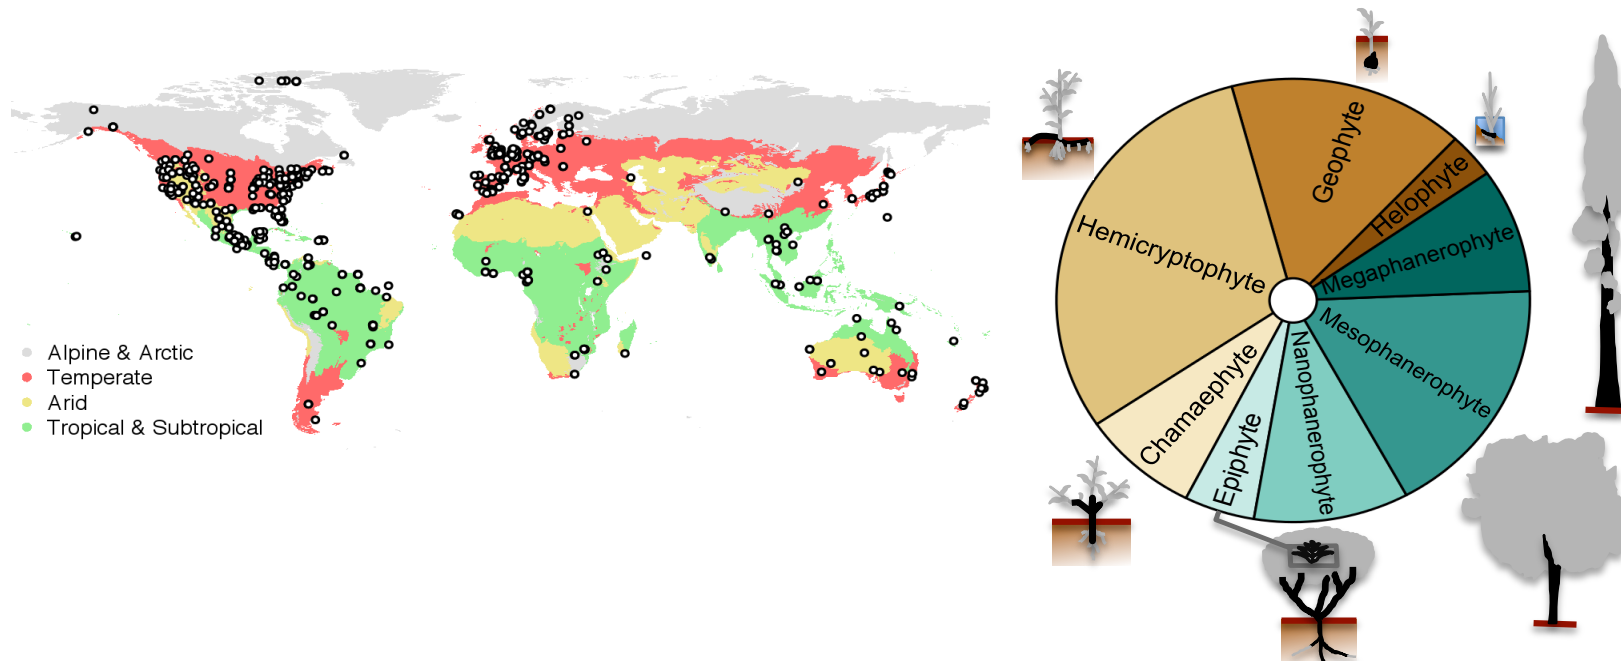 Alpine & Arctic
Temperate
Arid
Tropical & Subtropical
Geophyte
Helophyte
Megaphanerophyte
Mesophanerophyte
Nanophanerophyte
Epiphyte
Chamaephyte
Hemicryptophyte